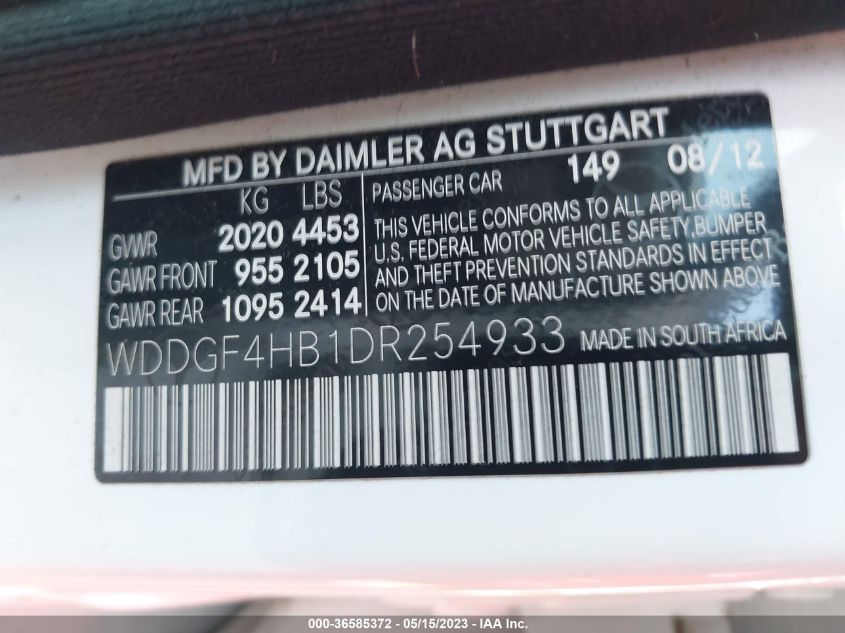 MFD BY DAIMLER AG STUTTGART
KG LBS
GVWR 2020 4453
GAWR FRONT 955 2105
GAWR REAR 1095 2414
PASSENGER CAR 149 08/12
THIS VEHICLE CONFORMS TO ALL APPLICABLE
U.S. FEDERAL MOTOR VEHICLE SAFETY,BUMPER
AND THEFT PREVENTION STANDARDS IN EFFECT
ON THE DATE OF MANUFACTURE SHOWN ABOVE
WDDGF4HB1DR254933 MADE IN SOUTH AFRICA
000-36585372 - 05/15/2023 - IAA Inc.